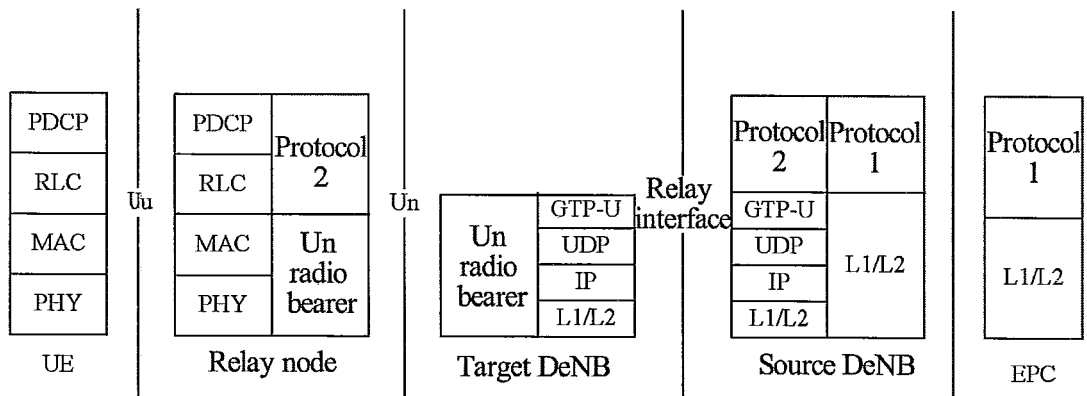 PDCP
RLC
MAC
PHY
UE
Uu
PDCP
RLC
MAC
PHY
Protocol
2
Un
radio
bearer
Relay node
Un
Un
radio
bearer
GTP-U
UDP
IP
L1/L2
Target DeNB
Relay
interface
Protocol
2
GTP-U
UDP
IP
L1/L2
Protocol
1
L1/L2
Source DeNB
Protocol
1
L1/L2
EPC